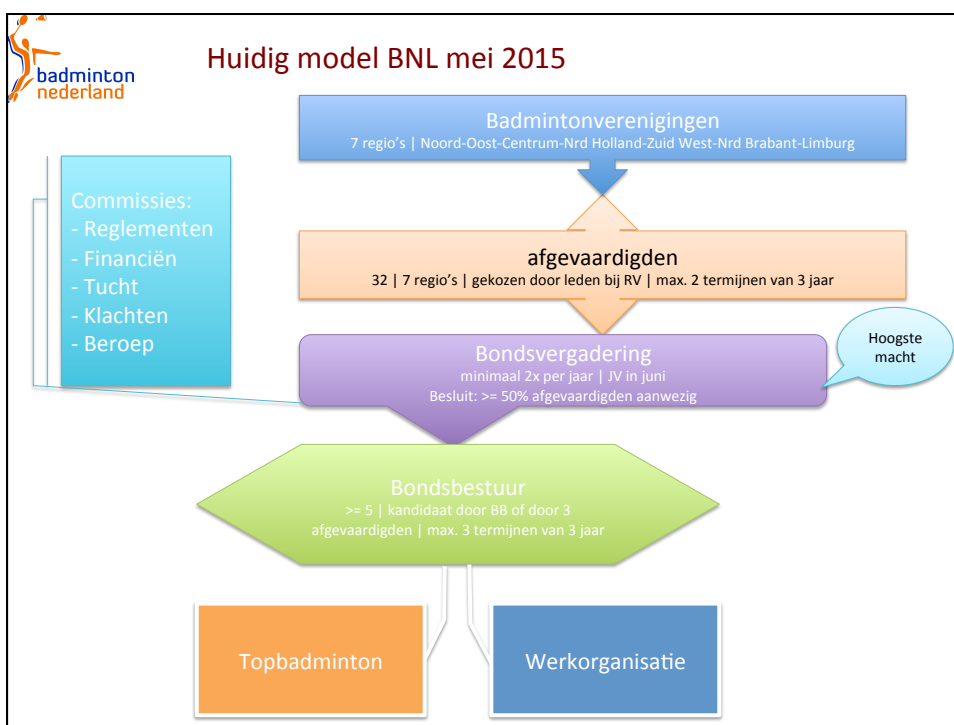 badminton
nederland
Huidig model BNL mei 2015
Badmintonverenigingen
7 regio's | Noord-Oost-Centrum-Nrd Holland-Zuid West-Nrd Brabant-Limburg
Commissies:
- Reglementen
- Financiën
- Tucht
- Klachten
- Beroep
afgevaardigden
32 | 7 regio's | gekozen door leden bij RV | max. 2 termijnen van 3 jaar
Bondsvergadering
minimaal 2x per jaar | JV in juni
Besluit: >= 50% afgevaardigden aanwezig
Hoogste
macht
Bondsbestuur
>= 5 | kandidaat door BB of door 3
afgevaardigden | max. 3 termijnen van 3 jaar
Topbadminton
Werkorganisatie